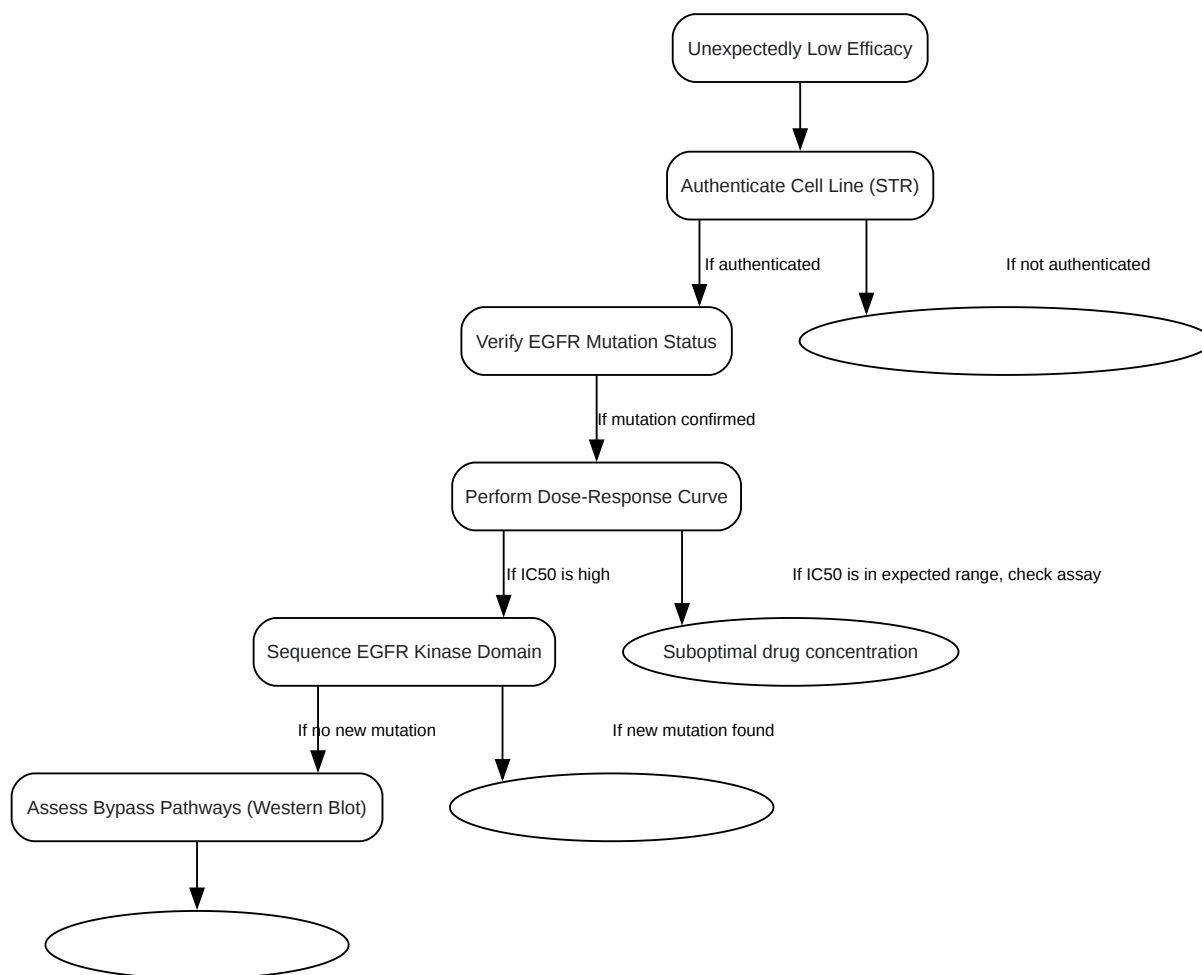 Unexpectedly Low Efficacy
Authenticate Cell Line (STR)
If authenticated
If not authenticated
Verify EGFR Mutation Status
If mutation confirmed
Perform Dose-Response Curve
If IC50 is high
If IC50 is in expected range, check assay
Sequence EGFR Kinase Domain
Suboptimal drug concentration
If no new mutation
If new mutation found
Assess Bypass Pathways (Western Blot)